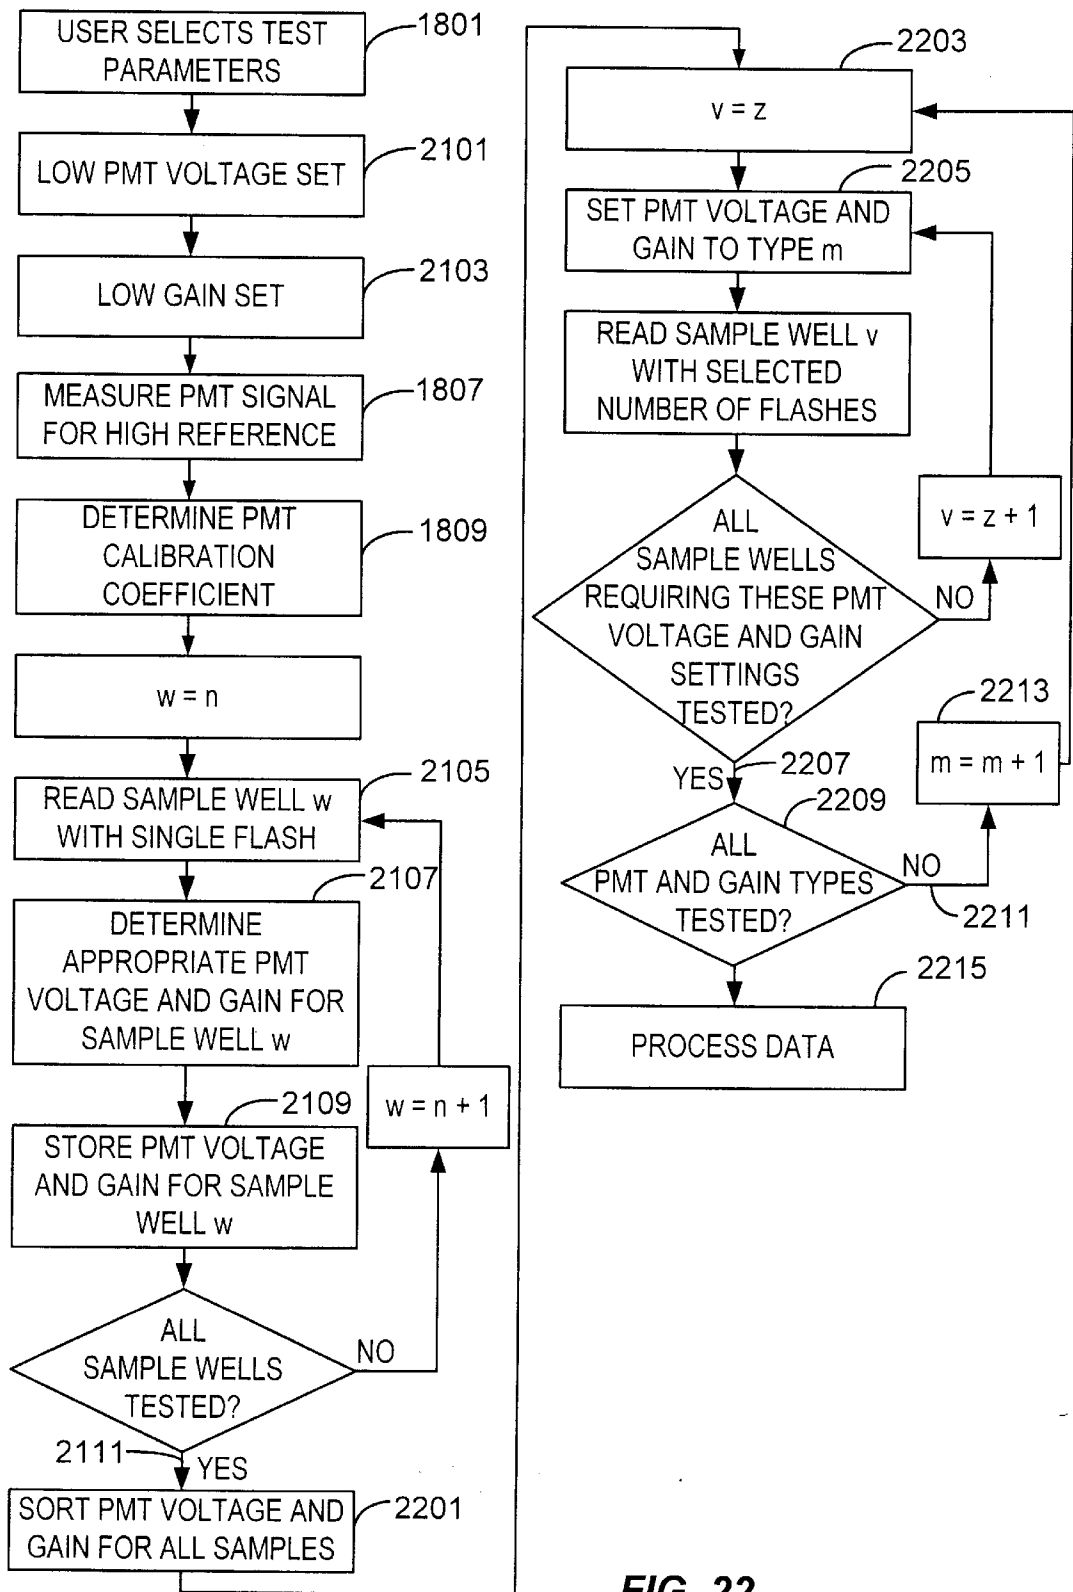 USER SELECTS TEST
PARAMETERS
1801
LOW PMT VOLTAGE SET
2101
LOW GAIN SET
2103
MEASURE PMT SIGNAL
FOR HIGH REFERENCE
1807
DETERMINE PMT
CALIBRATION
COEFFICIENT
1809
w = n
READ SAMPLE WELL w
WITH SINGLE FLASH
2105
DETERMINE
APPROPRIATE PMT
VOLTAGE AND GAIN FOR
SAMPLE WELL w
2107
w = n + 1
STORE PMT VOLTAGE
AND GAIN FOR SAMPLE
WELL w
2109
ALL
SAMPLE WELLS
TESTED?
NO
2111
YES
SORT PMT VOLTAGE AND
GAIN FOR ALL SAMPLES
2201
v = z
2203
SET PMT VOLTAGE AND
GAIN TO TYPE m
2205
READ SAMPLE WELL v
WITH SELECTED
NUMBER OF FLASHES
v = z + 1
ALL
SAMPLE WELLS
REQUIRING THESE PMT
VOLTAGE AND GAIN
SETTINGS
TESTED?
NO
2213
m = m + 1
YES
2207
2209
ALL
PMT AND GAIN TYPES
TESTED?
NO
2211
2215
PROCESS DATA
FIG. 22